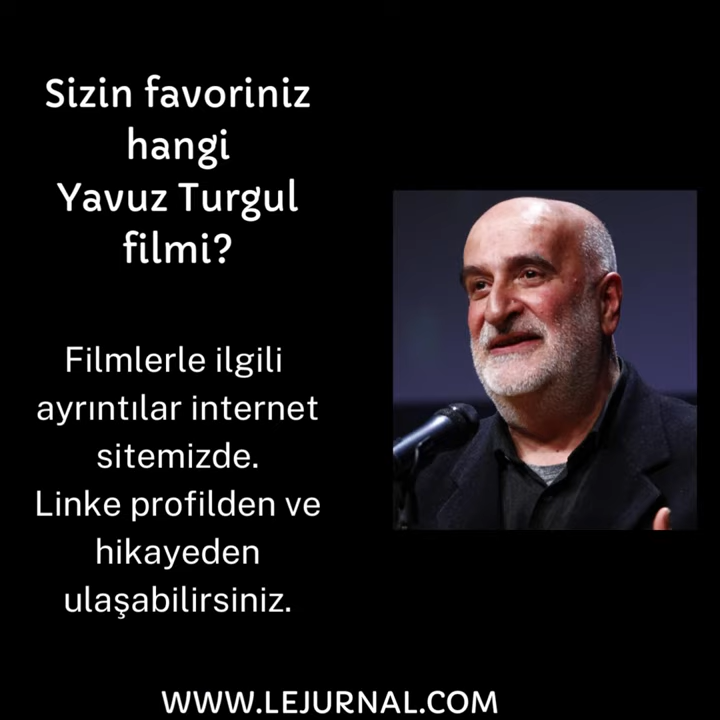 Sizin favoriniz
hangi
Yavuz Turgul
filmi?
Filmlerle ilgili
ayrıntılar internet
sitemizde.
Linke profilden ve
hikayeden
ulaşabilirsiniz.
WWW.LEJURNAL.COM